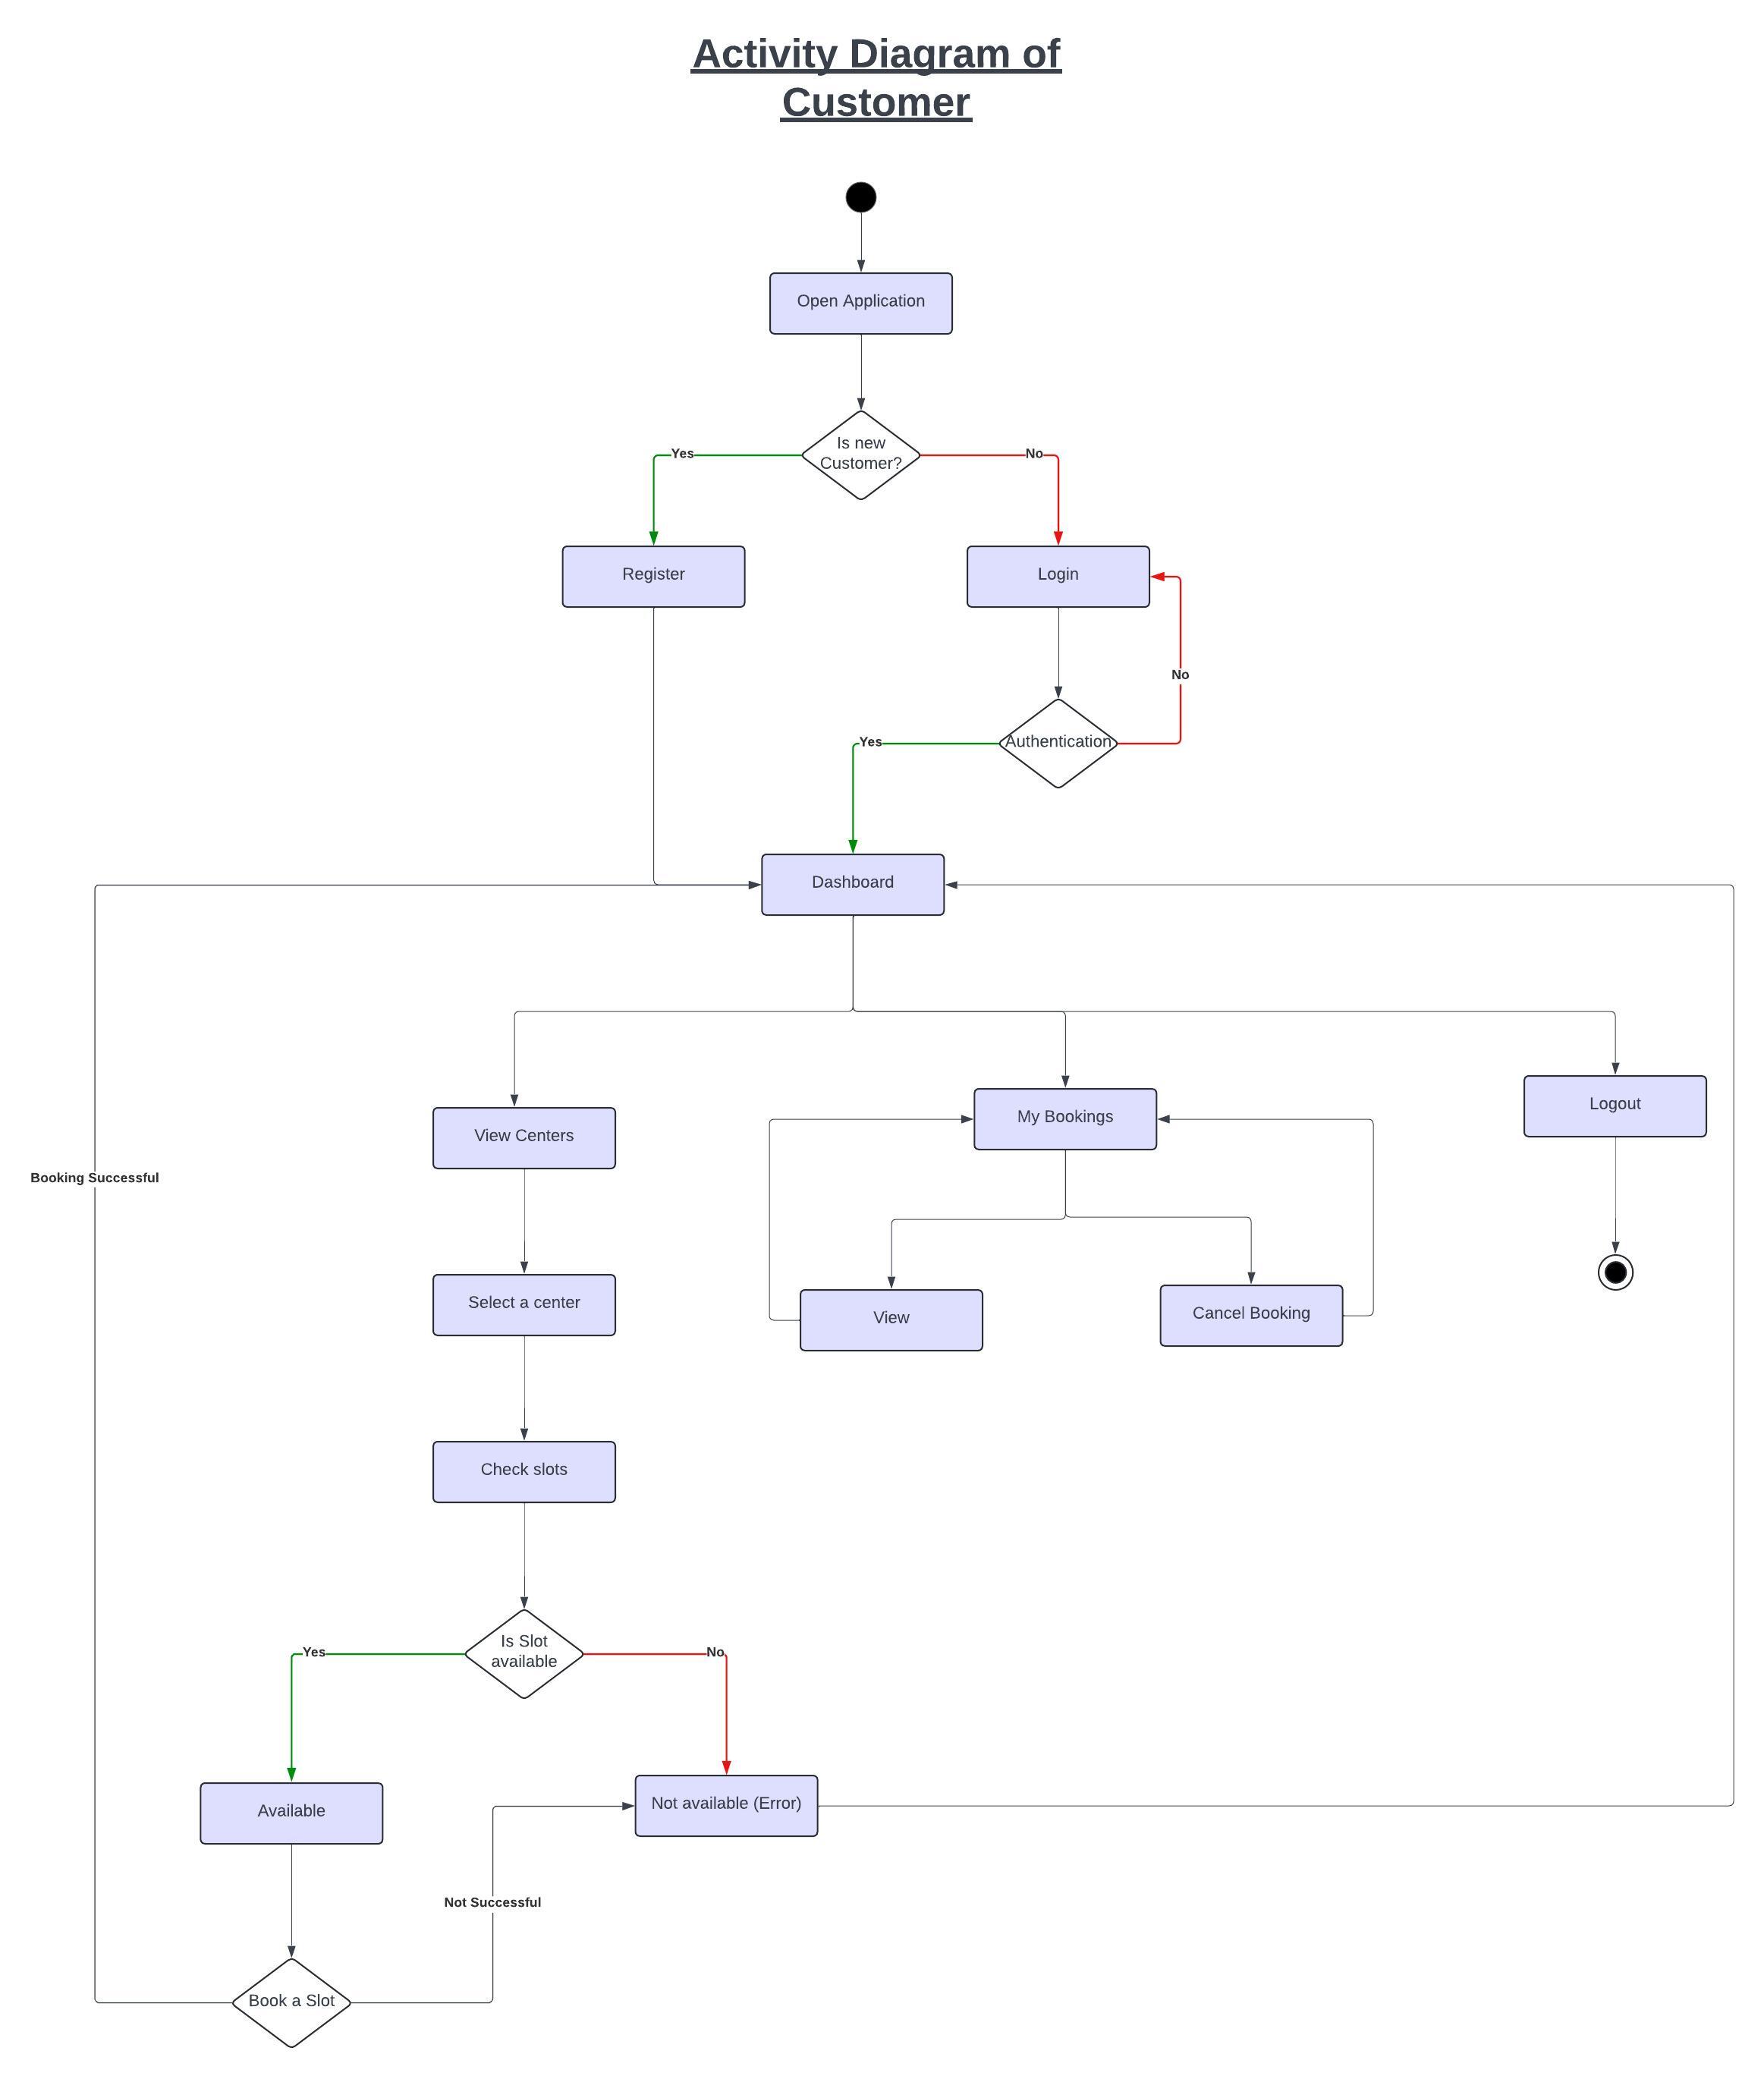 Activity Diagram of
Customer
Open Application
Is new
Customer?
Yes
No
Register
Login
No
Authentication
Yes
Dashboard
View Centers
My Bookings
Logout
Booking Successful
Select a center
View
Cancel Booking
Check slots
Is Slot
available
Yes
No
Available
Not available (Error)
Not Successful
Book a Slot